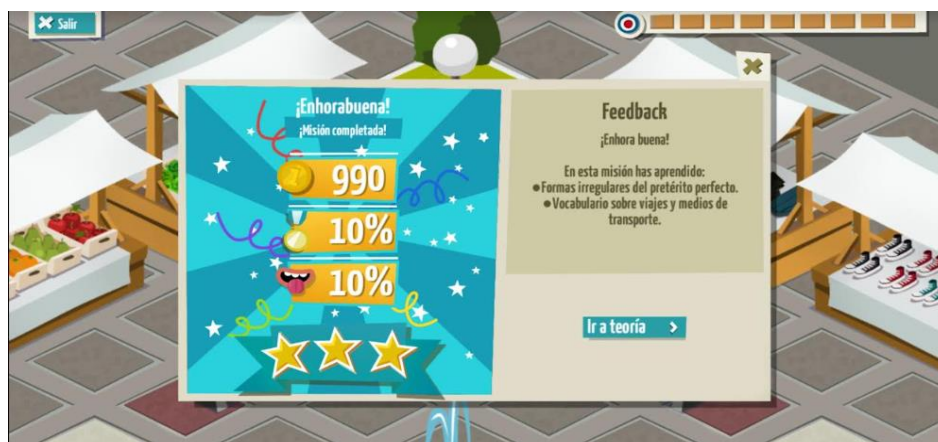 Salir
¡Enhorabuena!
¡Misión completada!
990
10%
10%
Feedback
¡Enhora buena!
En esta misión has aprendido:
●Formas irregulares del pretérito perfecto.
●Vocabulario sobre viajes y medios de
transporte.
Ir a teoría